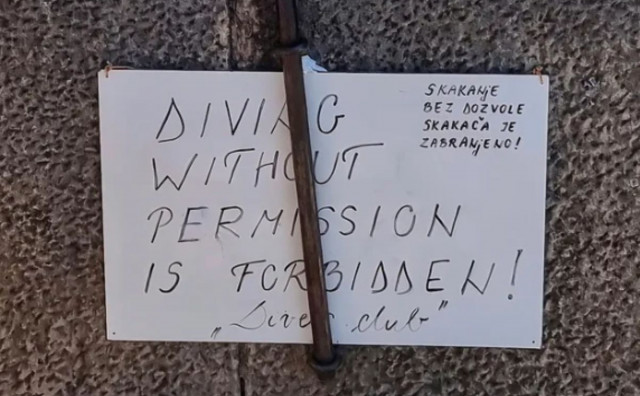 DIVING
WITHOUT
PERMISSION
IS FORBIDDEN!
„Divers club”
SKAKANJE
BEZ DOZVOLE
SKAKAČA JE
ZABRANJENO!